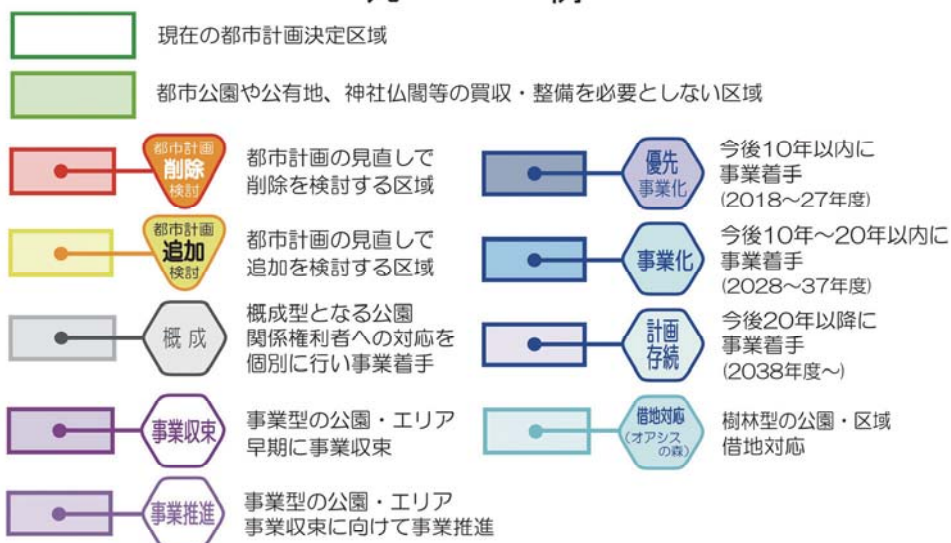 現在の都市計画決定区域
都市公園や公有地、神社仏閣等の買収・整備を必要としない区域
都市計画
削除
検討
都市計画の見直しで
削除を検討する区域
都市計画
追加
検討
都市計画の見直しで
追加を検討する区域
概成
概成型となる公園
関係権利者への対応を
個別に行い事業着手
事業収束
事業型の公園・エリア
早期に事業収束
事業推進
事業型の公園・エリア
事業収束に向けて事業推進
優先
事業化
今後10年以内に
事業着手
(2018〜27年度)
事業化
今後10年〜20年以内に
事業着手
(2028〜37年度)
計画
存続
今後20年以降に
事業着手
(2038年度〜)
借地対応
(オアシス
の森)
樹林型の公園・区域
借地対応